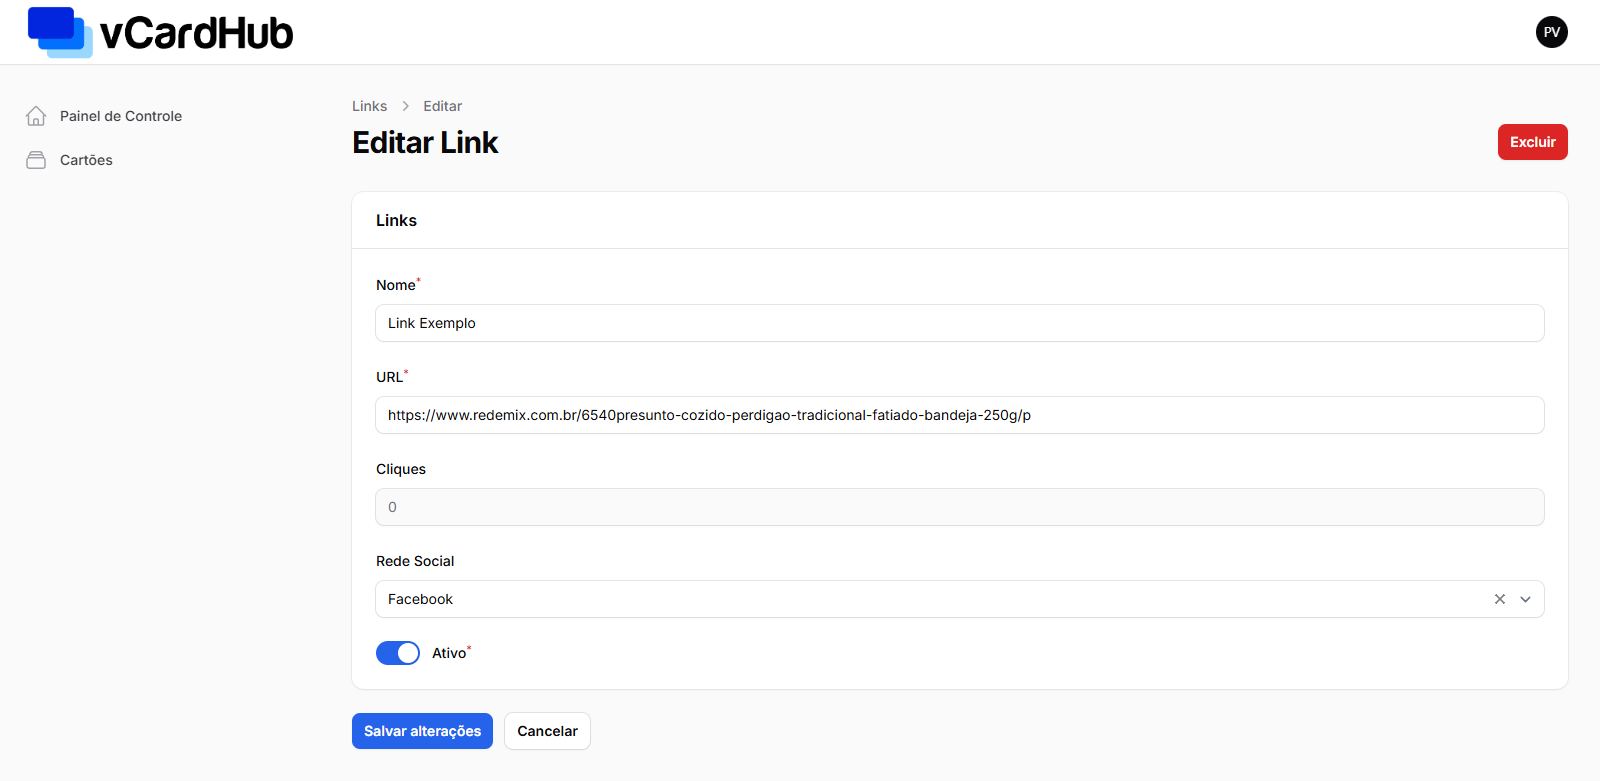 vCardHub
PV
Painel de Controle
Cartões
Links > Editar
Editar Link
Excluir
Links
Nome*
Link Exemplo
URL*
https://www.redemix.com.br/6540presunto-cozido-perdigao-tradicional-fatiado-bandeja-250g/p
Cliques
0
Rede Social
Facebook
Ativo*
Salvar alterações
Cancelar